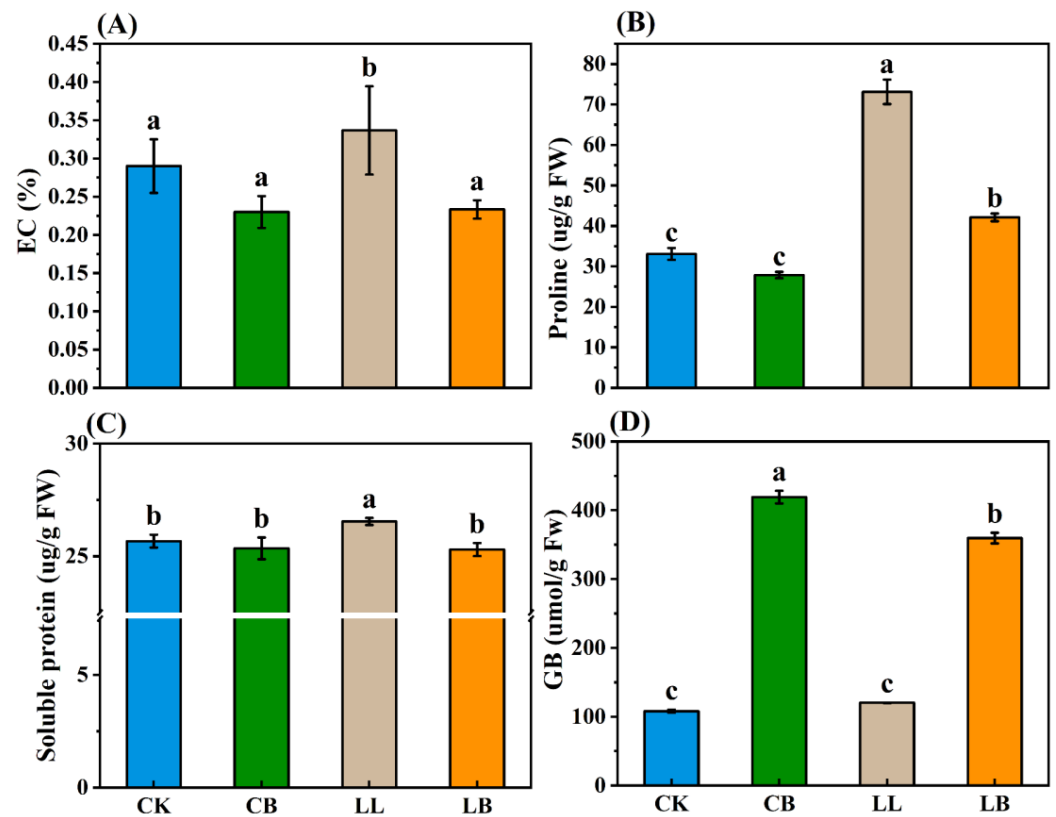 (A)
EC (%)
0.45
0.40
0.35
0.30
0.25
0.20
0.15
0.10
0.05
0.00
a
a
b
a
(B)
Proline (ug/g FW)
80
70
60
50
40
30
20
10
0
c
c
a
b
(C)
Soluble protein (ug/g FW)
30
25
5
0
b
b
a
b
CK CB LL LB
(D)
GB (umol/g Fw)
500
400
300
200
100
0
c
a
c
b
CK CB LL LB